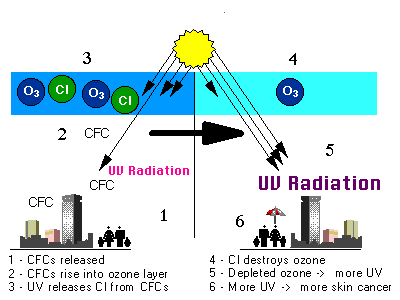 3
4
O3
Cl
O3
Cl
O3
2
CFC
5
UV Radiation
CFC
UV Radiation
CFC
1
6
1 - CFCs released
2 - CFCs rise into ozone layer
3 - UV releases Cl from CFCs
4 - Cl destroys ozone
5 - Depleted ozone -> more UV
6 - More UV -> more skin cancer